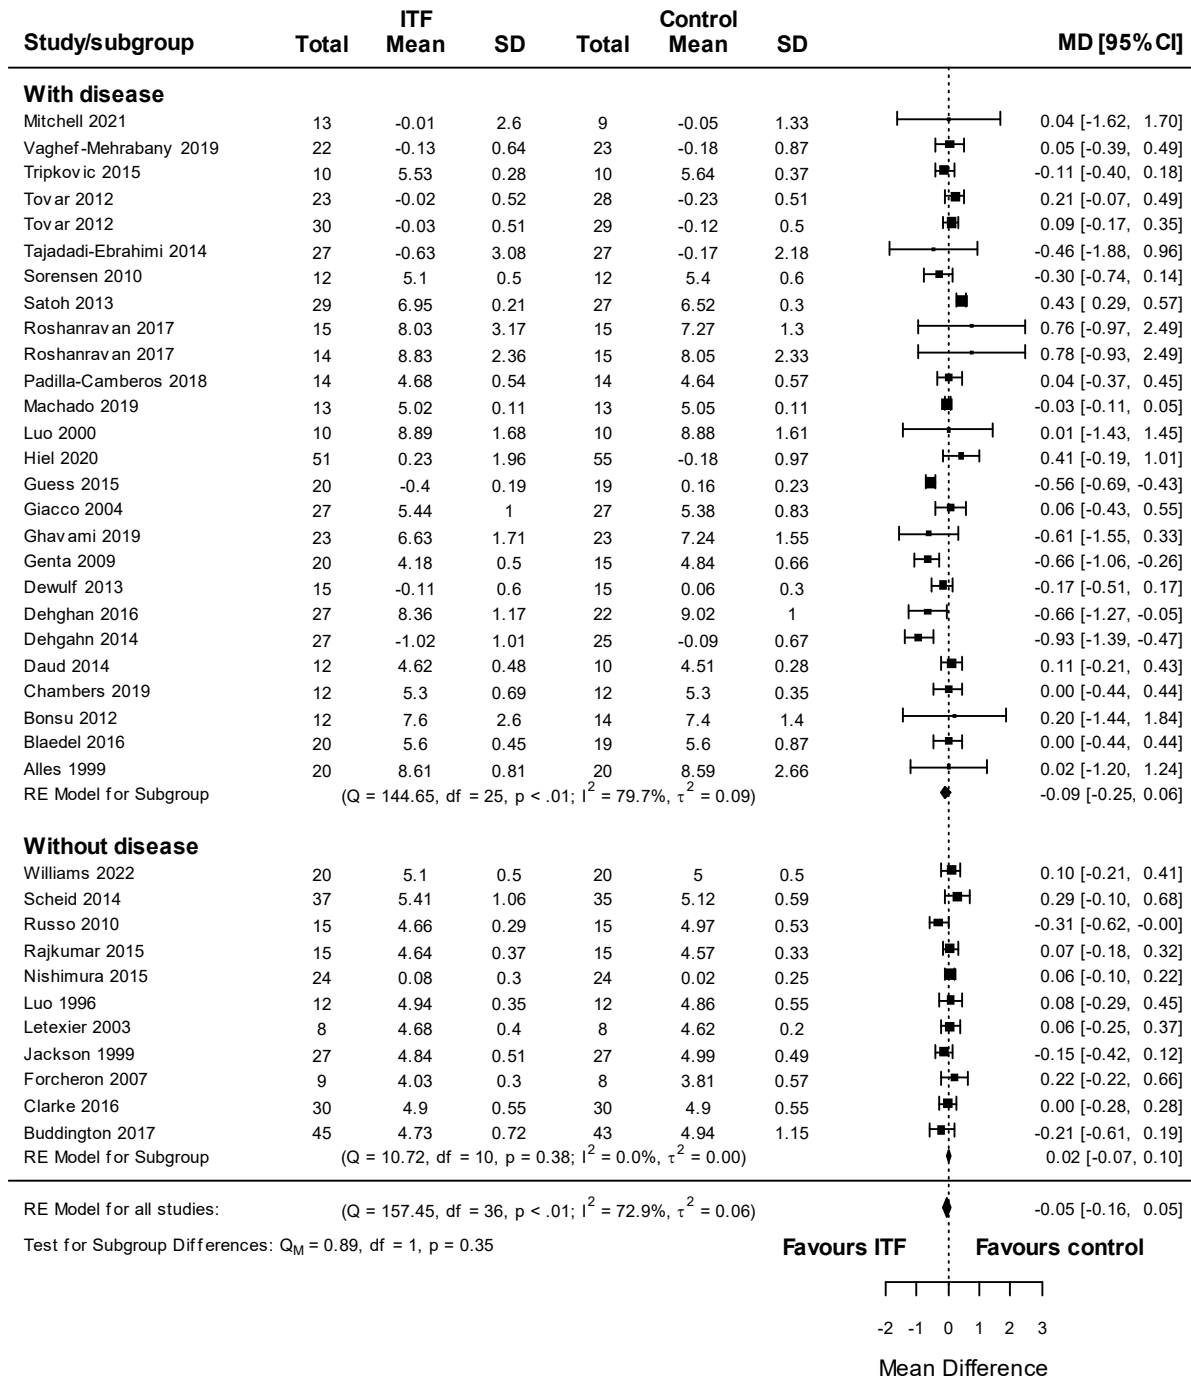 ITF Control
Study/subgroup Total Mean SD Total Mean SD MD [95% CI]
With disease
Mitchell 2021 13 -0.01 2.6 9 -0.05 1.33 0.04 [-1.62, 1.70]
Vaghef-Mehrabany 2019 22 -0.13 0.64 23 -0.18 0.87 0.05 [-0.39, 0.49]
Tripkovic 2015 10 5.53 0.28 10 5.64 0.37 -0.11 [-0.40, 0.18]
Tovar 2012 23 -0.02 0.52 28 -0.23 0.51 0.21 [-0.07, 0.49]
Tovar 2012 30 -0.03 0.51 29 -0.12 0.5 0.09 [-0.17, 0.35]
Tajadadi-Ebrahimi 2014 27 -0.63 3.08 27 -0.17 2.18 -0.46 [-1.88, 0.96]
Sorensen 2010 12 5.1 0.5 12 5.4 0.6 -0.30 [-0.74, 0.14]
Satoh 2013 29 6.95 0.21 27 6.52 0.3 0.43 [0.29, 0.57]
Roshanravan 2017 15 8.03 3.17 15 7.27 1.3 0.76 [-0.97, 2.49]
Roshanravan 2017 14 8.83 2.36 15 8.05 2.33 0.78 [-0.93, 2.49]
Padilla-Camberos 2018 14 4.68 0.54 14 4.64 0.57 0.04 [-0.37, 0.45]
Machado 2019 13 5.02 0.11 13 5.05 0.11 -0.03 [-0.11, 0.05]
Luo 2000 10 8.89 1.68 10 8.88 1.61 0.01 [-1.43, 1.45]
Hiel 2020 51 0.23 1.96 55 -0.18 0.97 0.41 [-0.19, 1.01]
Guess 2015 20 -0.4 0.19 19 0.16 0.23 -0.56 [-0.69, -0.43]
Giacco 2004 27 5.44 1 27 5.38 0.83 0.06 [-0.43, 0.55]
Ghavami 2019 23 6.63 1.71 23 7.24 1.55 -0.61 [-1.55, 0.33]
Genta 2009 20 4.18 0.5 15 4.84 0.66 -0.66 [-1.06, -0.26]
Dewulf 2013 15 -0.11 0.6 15 0.06 0.3 -0.17 [-0.51, 0.17]
Dehghan 2016 27 8.36 1.17 22 9.02 1 -0.66 [-1.27, -0.05]
Dehgahn 2014 27 -1.02 1.01 25 -0.09 0.67 -0.93 [-1.39, -0.47]
Daud 2014 12 4.62 0.48 10 4.51 0.28 0.11 [-0.21, 0.43]
Chambers 2019 12 5.3 0.69 12 5.3 0.35 0.00 [-0.44, 0.44]
Bonsu 2012 12 7.6 2.6 14 7.4 1.4 0.20 [-1.44, 1.84]
Blaedel 2016 20 5.6 0.45 19 5.6 0.87 0.00 [-0.44, 0.44]
Alles 1999 20 8.61 0.81 20 8.59 2.66 0.02 [-1.20, 1.24]
RE Model for Subgroup (Q = 144.65, df = 25, p < .01; I² = 79.7%, τ² = 0.09) -0.09 [-0.25, 0.06]
Without disease
Williams 2022 20 5.1 0.5 20 5 0.5 0.10 [-0.21, 0.41]
Scheid 2014 37 5.41 1.06 35 5.12 0.59 0.29 [-0.10, 0.68]
Russo 2010 15 4.66 0.29 15 4.97 0.53 -0.31 [-0.62, -0.00]
Rajkumar 2015 15 4.64 0.37 15 4.57 0.33 0.07 [-0.18, 0.32]
Nishimura 2015 24 0.08 0.3 24 0.02 0.25 0.06 [-0.10, 0.22]
Luo 1996 12 4.94 0.35 12 4.86 0.55 0.08 [-0.29, 0.45]
Letexier 2003 8 4.68 0.4 8 4.62 0.2 0.06 [-0.25, 0.37]
Jackson 1999 27 4.84 0.51 27 4.99 0.49 -0.15 [-0.42, 0.12]
Forcheron 2007 9 4.03 0.3 8 3.81 0.57 0.22 [-0.22, 0.66]
Clarke 2016 30 4.9 0.55 30 4.9 0.55 0.00 [-0.28, 0.28]
Buddington 2017 45 4.73 0.72 43 4.94 1.15 -0.21 [-0.61, 0.19]
RE Model for Subgroup (Q = 10.72, df = 10, p = 0.38; I² = 0.0%, τ² = 0.00) 0.02 [-0.07, 0.10]
RE Model for all studies: (Q = 157.45, df = 36, p < .01; I² = 72.9%, τ² = 0.06) -0.05 [-0.16, 0.05]
Test for Subgroup Differences: Q_M = 0.89, df = 1, p = 0.35
Favours ITF Favours control
-2 -1 0 1 2 3
Mean Difference